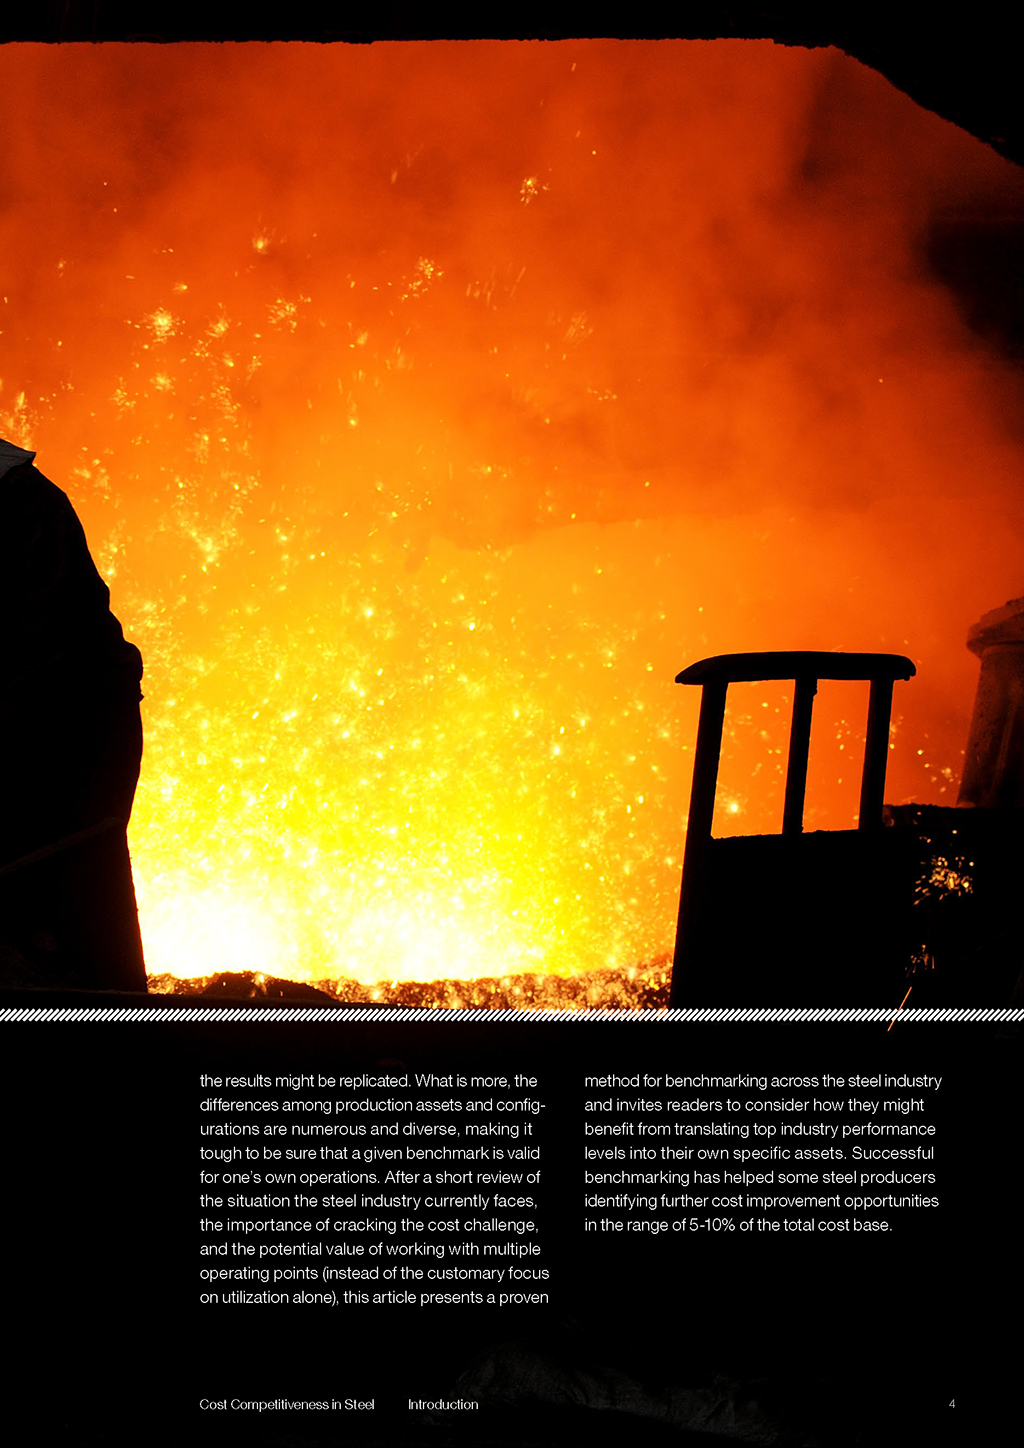 the results might be replicated. What is more, the
differences among production assets and config-
urations are numerous and diverse, making it
tough to be sure that a given benchmark is valid
for one's own operations. After a short review of
the situation the steel industry currently faces,
the importance of cracking the cost challenge,
and the potential value of working with multiple
operating points (instead of the customary focus
on utilization alone), this article presents a proven
method for benchmarking across the steel industry
and invites readers to consider how they might
benefit from translating top industry performance
levels into their own specific assets. Successful
benchmarking has helped some steel producers
identifying further cost improvement opportunities
in the range of 5-10% of the total cost base.
Cost Competitiveness in Steel Introduction 4